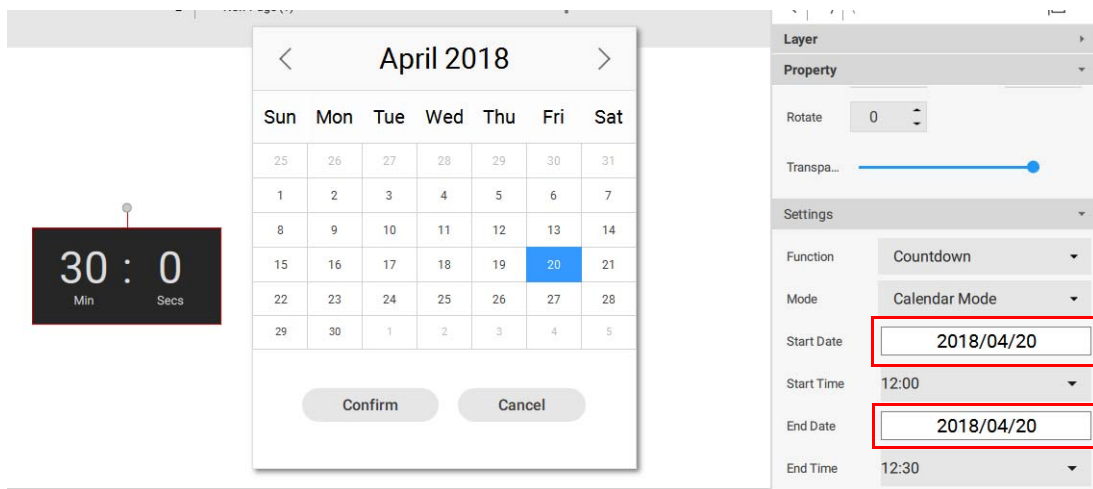 April 2018
Sun Mon Tue Wed Thu Fri Sat
25 26 27 28 29 30 31
1 2 3 4 5 6 7
8 9 10 11 12 13 14
15 16 17 18 19 20 21
22 23 24 25 26 27 28
29 30 1 2 3 4 5
Confirm Cancel
30 : 0
Min Secs
Layer
Property
Rotate 0
Transpa...
Settings
Function Countdown
Mode Calendar Mode
Start Date 2018/04/20
Start Time 12:00
End Date 2018/04/20
End Time 12:30